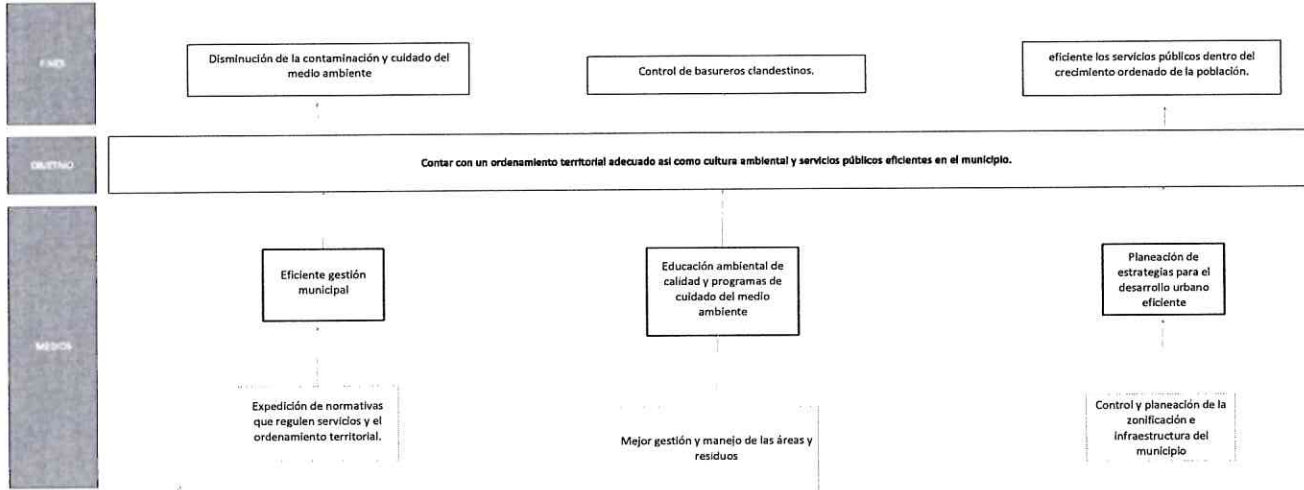 FINES
Disminución de la contaminación y cuidado del
medio ambiente
Control de basureros clandestinos.
eficiente los servicios públicos dentro del
crecimiento ordenado de la población.
OBJETIVO
Contar con un ordenamiento territorial adecuado asi como cultura ambiental y servicios públicos eficientes en el municipio.
MEDIOS
Eficiente gestión
municipal
Educación ambiental de
calidad y programas de
cuidado del medio
ambiente
Planeación de
estrategias para el
desarrollo urbano
eficiente
Expedición de normativas
que regulen servicios y el
ordenamiento territorial.
Mejor gestión y manejo de las áreas y
residuos
Control y planeación de la
zonificación e
infraestructura del
municipio